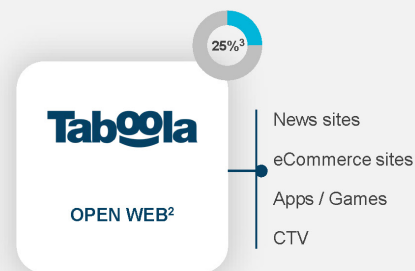 25%³
Taboola
OPEN WEB²
News sites
eCommerce sites
Apps / Games
CTV